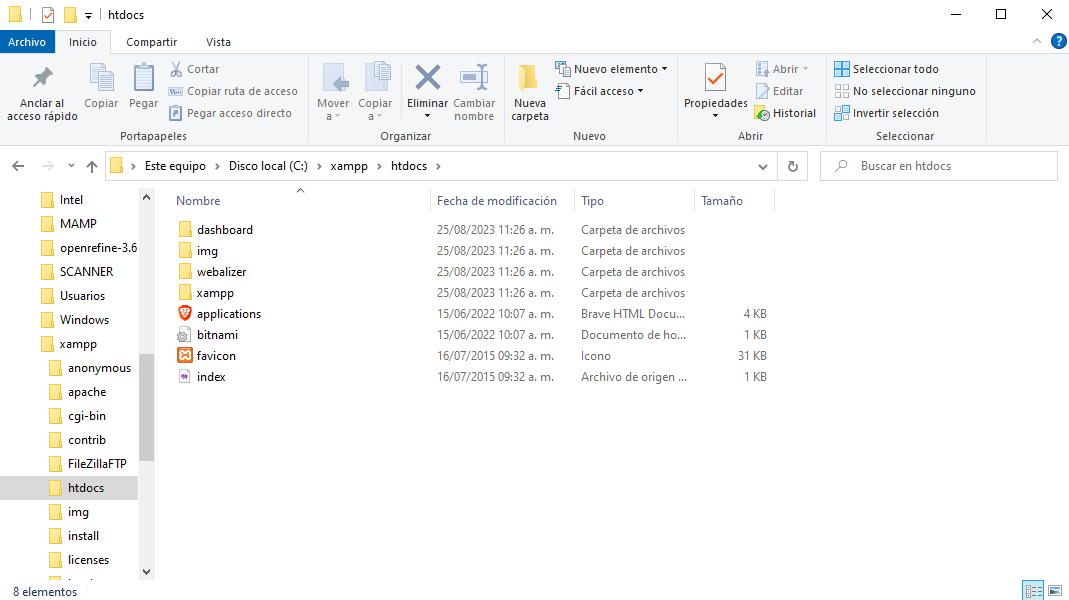 htdocs
Archivo Inicio Compartir Vista
Anclar al acceso rápido
Copiar
Pegar
Cortar
Copiar ruta de acceso
Pegar acceso directo
Portapapeles
Mover a
Copiar a
Eliminar
Cambiar nombre
Organizar
Nueva carpeta
Nuevo elemento
Fácil acceso
Nuevo
Propiedades
Abrir
Editar
Historial
Abrir
Seleccionar todo
No seleccionar ninguno
Invertir selección
Seleccionar
Este equipo > Disco local (C:) > xampp > htdocs >
Buscar en htdocs
Intel
MAMP
openrefine-3.6
SCANNER
Usuarios
Windows
xampp
anonymous
apache
cgi-bin
contrib
FileZillaFTP
htdocs
img
install
licenses
Nombre Fecha de modificación Tipo Tamaño
dashboard 25/08/2023 11:26 a. m. Carpeta de archivos
img 25/08/2023 11:26 a. m. Carpeta de archivos
webalizer 25/08/2023 11:26 a. m. Carpeta de archivos
xampp 25/08/2023 11:26 a. m. Carpeta de archivos
applications 15/06/2022 10:07 a. m. Brave HTML Docu... 4 KB
bitnami 15/06/2022 10:07 a. m. Documento de ho... 1 KB
favicon 16/07/2015 09:32 a. m. Icono 31 KB
index 16/07/2015 09:32 a. m. Archivo de origen ... 1 KB
8 elementos